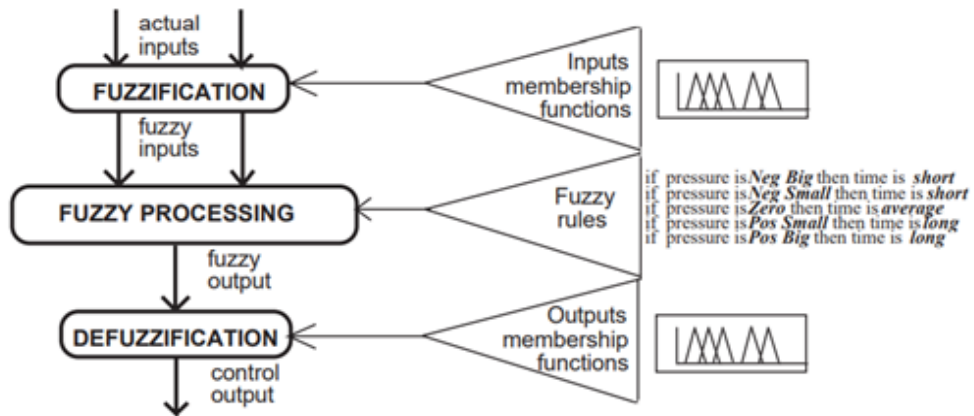 actual
inputs
FUZZIFICATION
Inputs
membership
functions
fuzzy
inputs
FUZZY PROCESSING
Fuzzy
rules
if pressure is Neg Big then time is short
if pressure is Neg Small then time is short
if pressure is Zero then time is average
if pressure is Pos Small then time is long
if pressure is Pos Big then time is long
fuzzy
output
DEFUZZIFICATION
Outputs
membership
functions
control
output